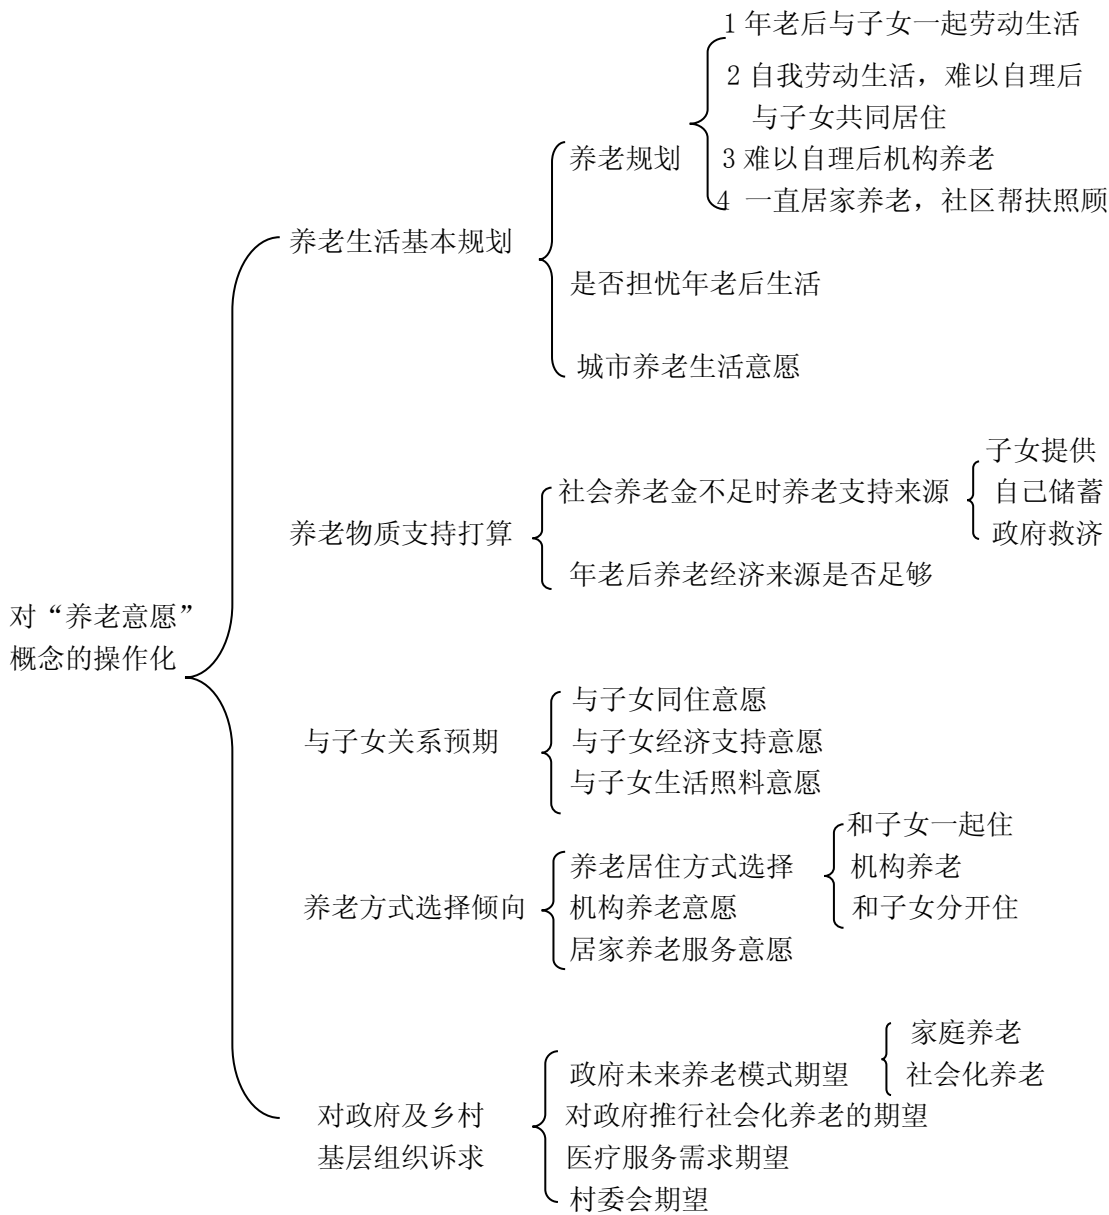 1 年老后与子女一起劳动生活
2 自我劳动生活，难以自理后
与子女共同居住
养老规划
3 难以自理后机构养老
4 一直居家养老，社区帮扶照顾
养老生活基本规划
是否担忧年老后生活
城市养老生活意愿
子女提供
社会养老金不足时养老支持来源
自己储蓄
养老物质支持打算
政府救济
年老后养老经济来源是否足够
对“养老意愿”
概念的操作化
与子女同住意愿
与子女关系预期
与子女经济支持意愿
与子女生活照料意愿
和子女一起住
养老居住方式选择
机构养老
养老方式选择倾向
机构养老意愿
和子女分开住
居家养老服务意愿
家庭养老
政府未来养老模式期望
社会化养老
对政府及乡村
基层组织诉求
对政府推行社会化养老的期望
医疗服务需求期望
村委会期望